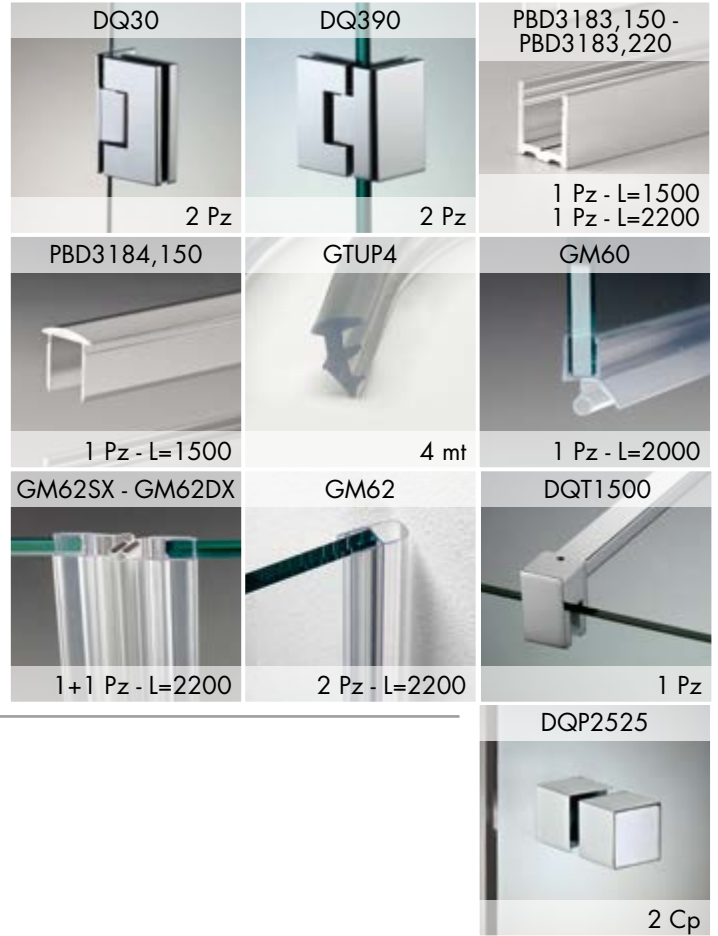 DQ30
2 Pz
DQ390
2 Pz
PBD3183,150 -
PBD3183,220
1 Pz - L=1500
1 Pz - L=2200
PBD3184,150
1 Pz - L=1500
GTUP4
4 mt
GM60
1 Pz - L=2000
GM62SX - GM62DX
1+1 Pz - L=2200
GM62
2 Pz - L=2200
DQT1500
1 Pz
DQP2525
2 Cp